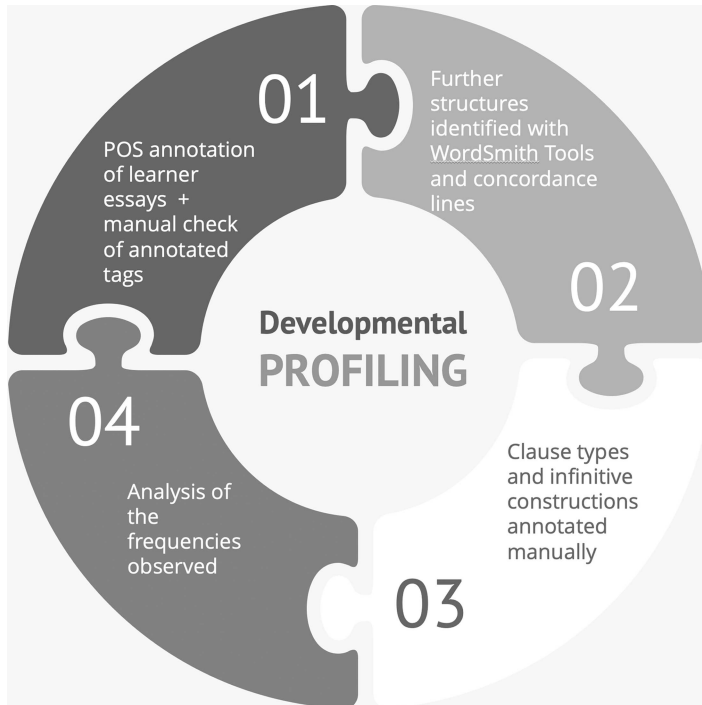 01
POS annotation
of learner
essays +
manual check
of annotated
tags
Further
structures
identified with
WordSmith Tools
and concordance
lines
02
Developmental
PROFILING
Clause types
and infinitive
constructions
annotated
manually
03
04
Analysis of
the
frequencies
observed